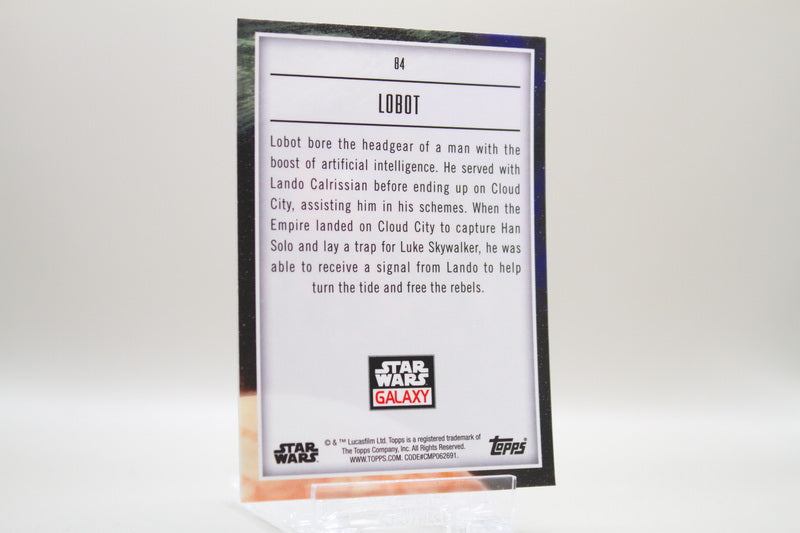 84
LOBOT
Lobot bore the headgear of a man with the
boost of artificial intelligence. He served with
Lando Calrissian before ending up on Cloud
City, assisting him in his schemes. When the
Empire landed on Cloud City to capture Han
Solo and lay a trap for Luke Skywalker, he was
able to receive a signal from Lando to help
turn the tide and free the rebels.
STAR
WARS
GALAXY
STAR
WARS
© & ™ Lucasfilm Ltd. Topps is a registered trademark of
The Topps Company, Inc. All Rights Reserved.
WWW.TOPPS.COM. CODE#CMP062691.
topps